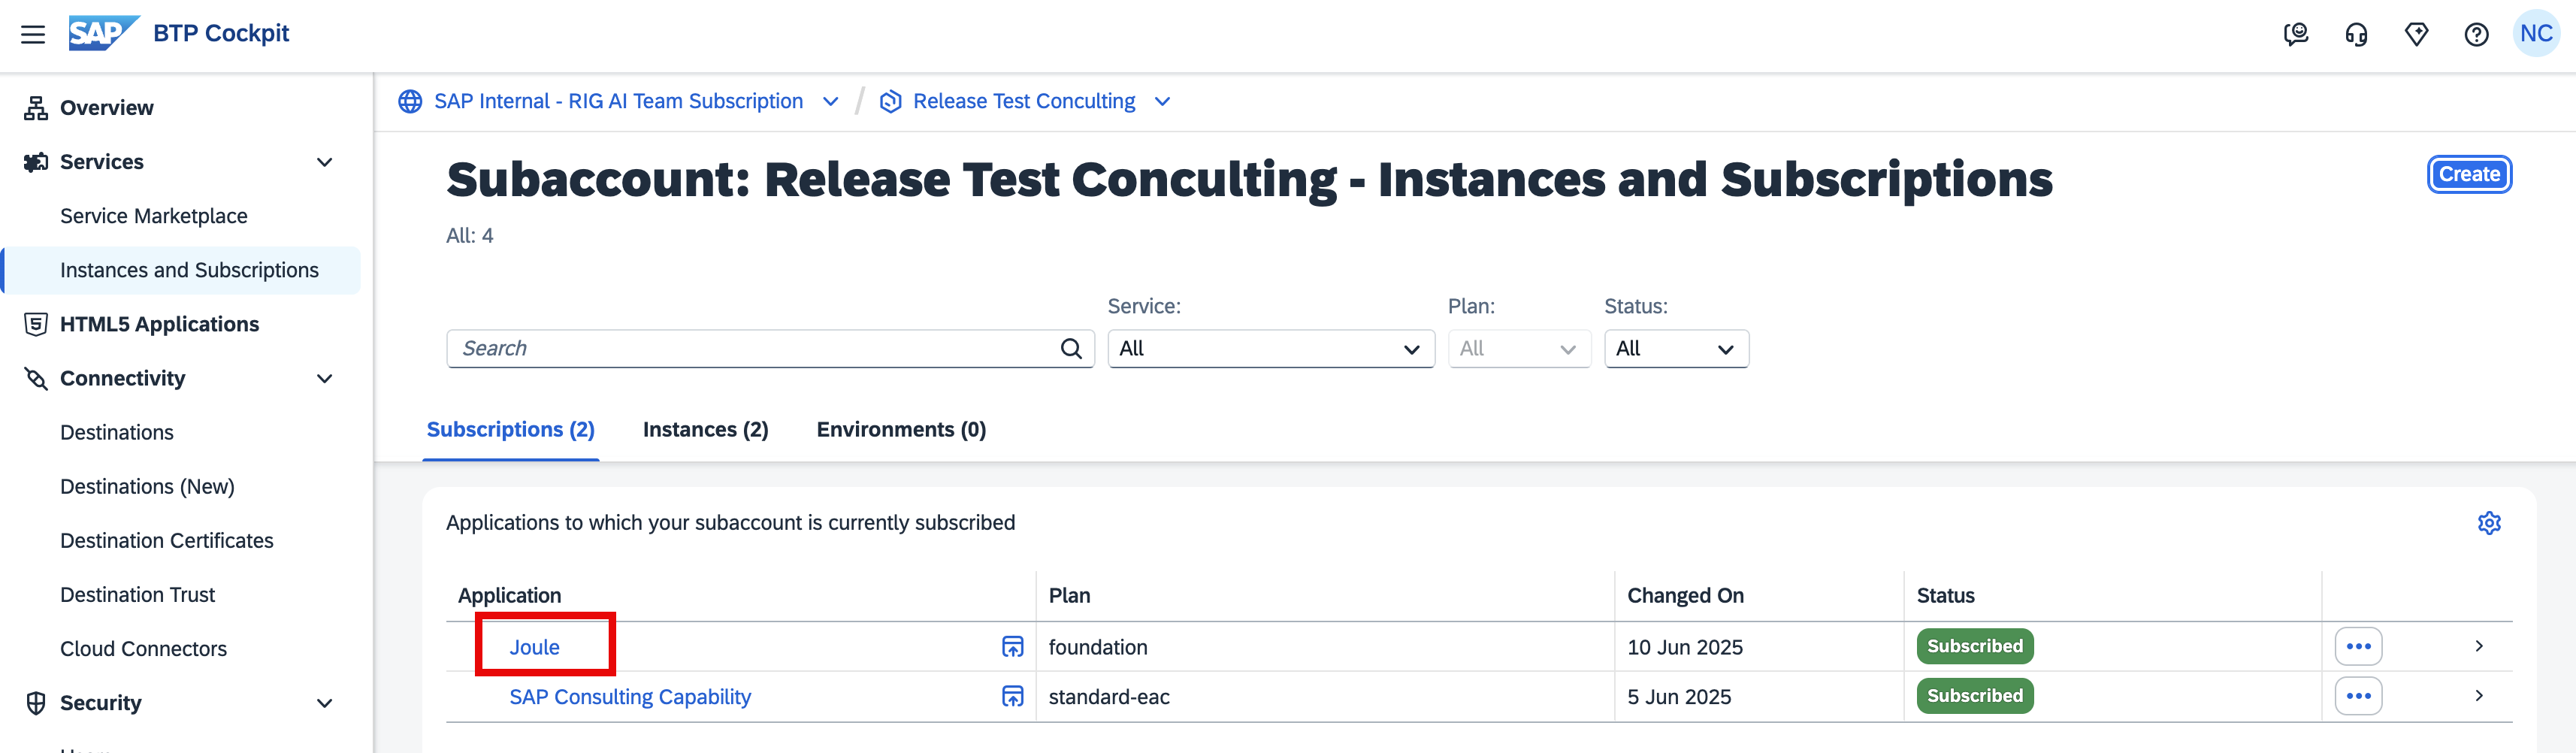 SAP BTP Cockpit NC
Overview
Services
Service Marketplace
Instances and Subscriptions
HTML5 Applications
Connectivity
Destinations
Destinations (New)
Destination Certificates
Destination Trust
Cloud Connectors
Security
SAP Internal - RIG AI Team Subscription / Release Test Conculting
Subaccount: Release Test Conculting - Instances and Subscriptions
Create
All: 4
Service: Plan: Status:
Search All All All
Subscriptions (2) Instances (2) Environments (0)
Applications to which your subaccount is currently subscribed
Application Plan Changed On Status
Joule foundation 10 Jun 2025 Subscribed
SAP Consulting Capability standard-eac 5 Jun 2025 Subscribed